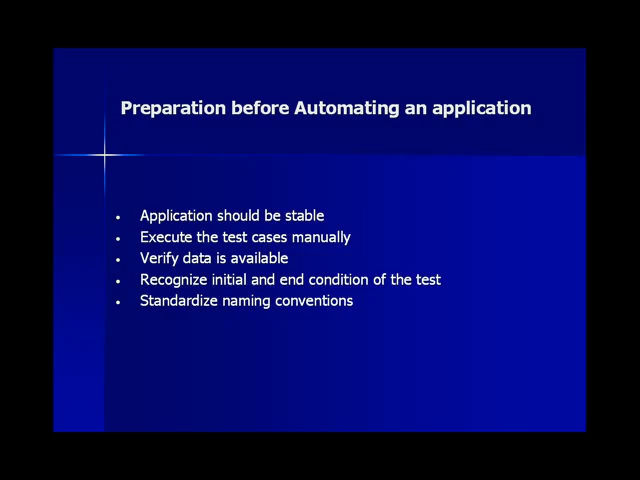 Preparation before Automating an application
• Application should be stable
• Execute the test cases manually
• Verify data is available
• Recognize initial and end condition of the test
• Standardize naming conventions